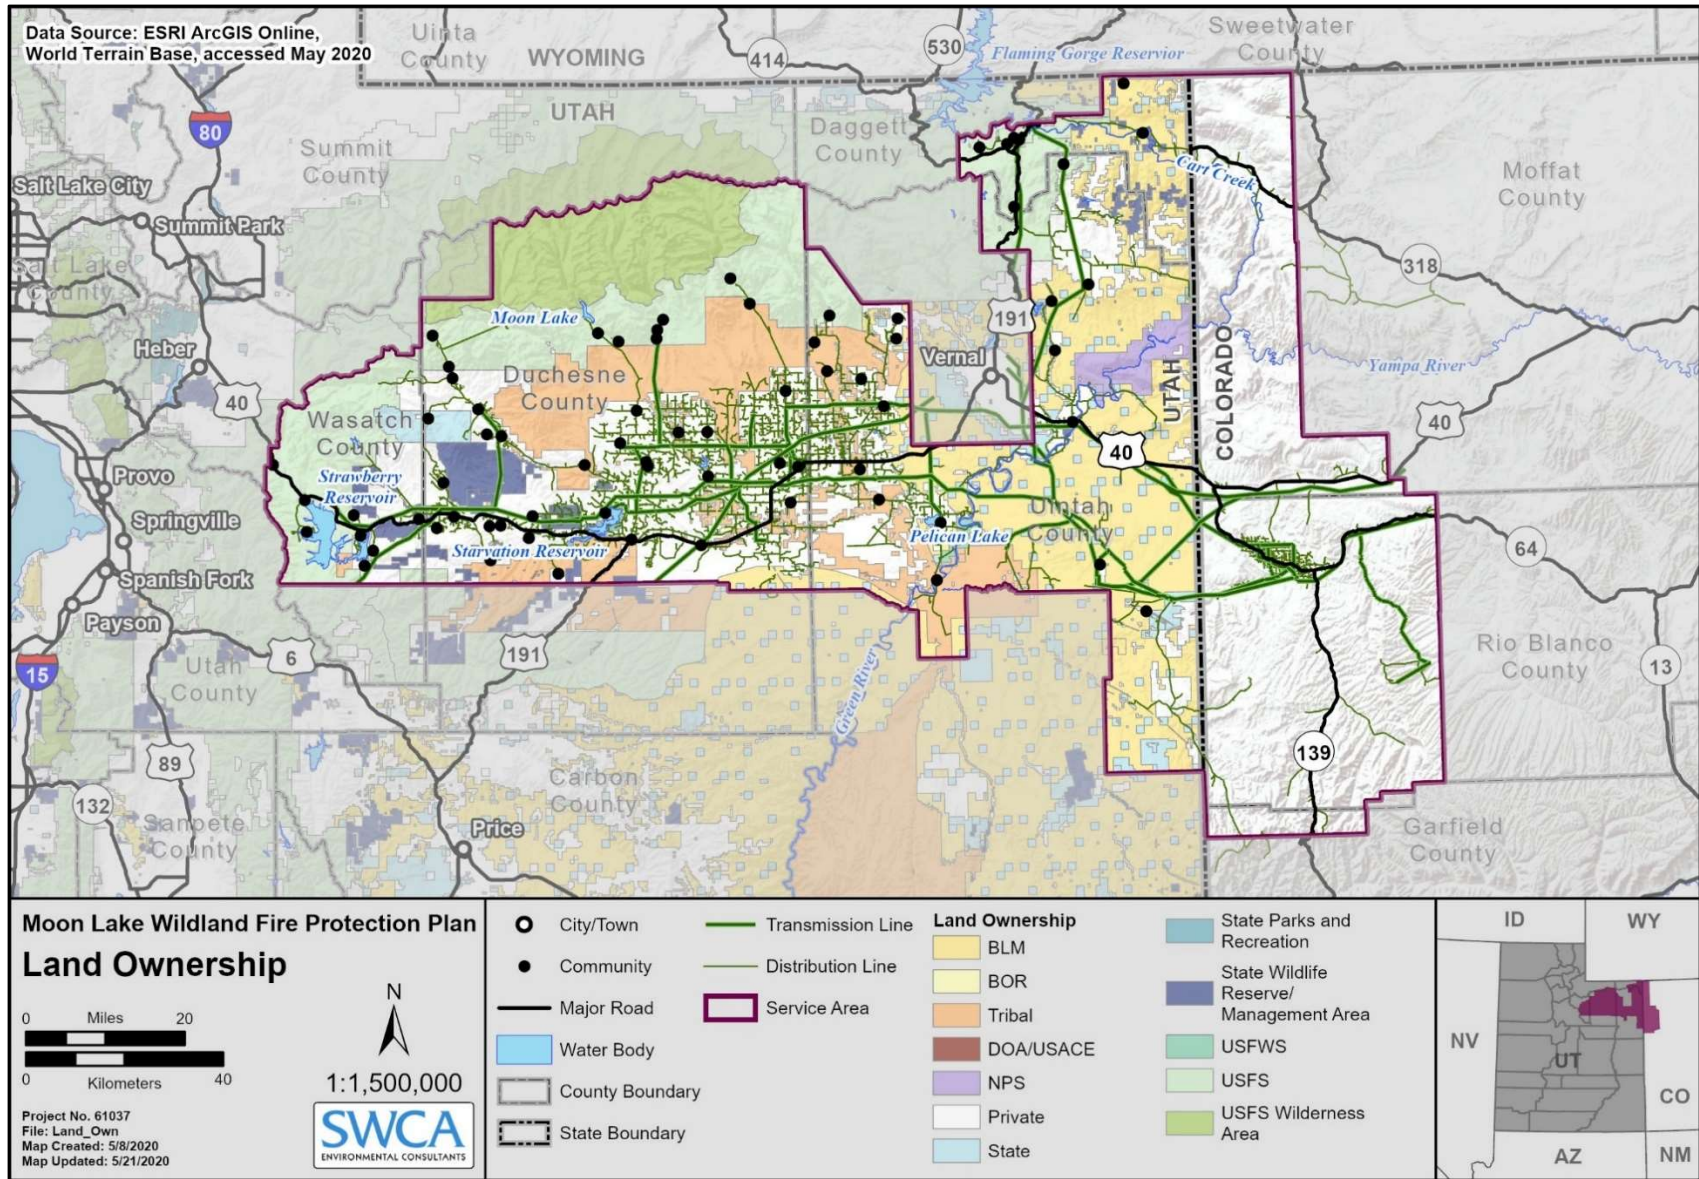 Data Source: ESRI ArcGIS Online,
World Terrain Base, accessed May 2020
Uinta
County
WYOMING
414
530
Flaming Gorge Reservior
Sweetwater
County
80
UTAH
Daggett
County
Summit
County
Salt Lake City
Summit Park
Salt Lake
County
Cart Creek
Moffat
County
318
Moon Lake
191
Heber
Vernal
Duchesne
County
40
Wasatch
County
UTAH
COLORADO
Yampa River
40
40
Provo
Strawberry
Reservoir
Springville
Starvation Reservoir
Pelican Lake
Uintah
County
64
Spanish Fork
Payson
15
Utah
County
6
191
Green River
Rio Blanco
County
13
89
132
Carbon
County
139
Sanpete
County
Price
Garfield
County
Moon Lake Wildland Fire Protection Plan
Land Ownership
0 Miles 20
0 Kilometers 40
N
1:1,500,000
Project No. 61037
File: Land_Own
Map Created: 5/8/2020
Map Updated: 5/21/2020
SWCA
ENVIRONMENTAL CONSULTANTS
City/Town
Community
Major Road
Water Body
County Boundary
State Boundary
Transmission Line
Distribution Line
Service Area
Land Ownership
BLM
BOR
Tribal
DOA/USACE
NPS
Private
State
State Parks and
Recreation
State Wildlife
Reserve/
Management Area
USFWS
USFS
USFS Wilderness
Area
ID
WY
NV
UT
CO
AZ
NM